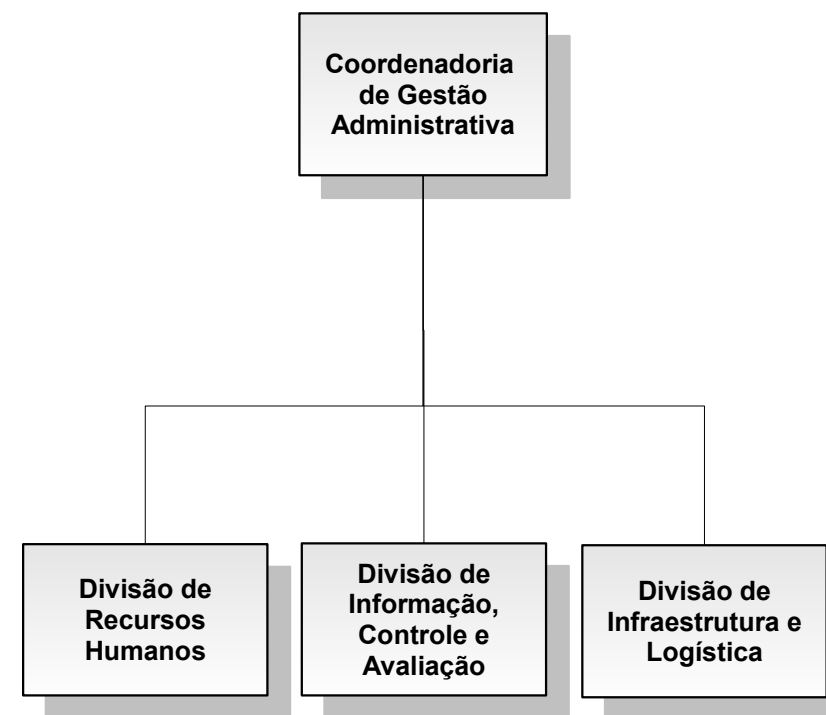 Coordenadoria
de Gestão
Administrativa
Divisão de
Recursos
Humanos
Divisão de
Informação,
Controle e
Avaliação
Divisão de
Infraestrutura e
Logística